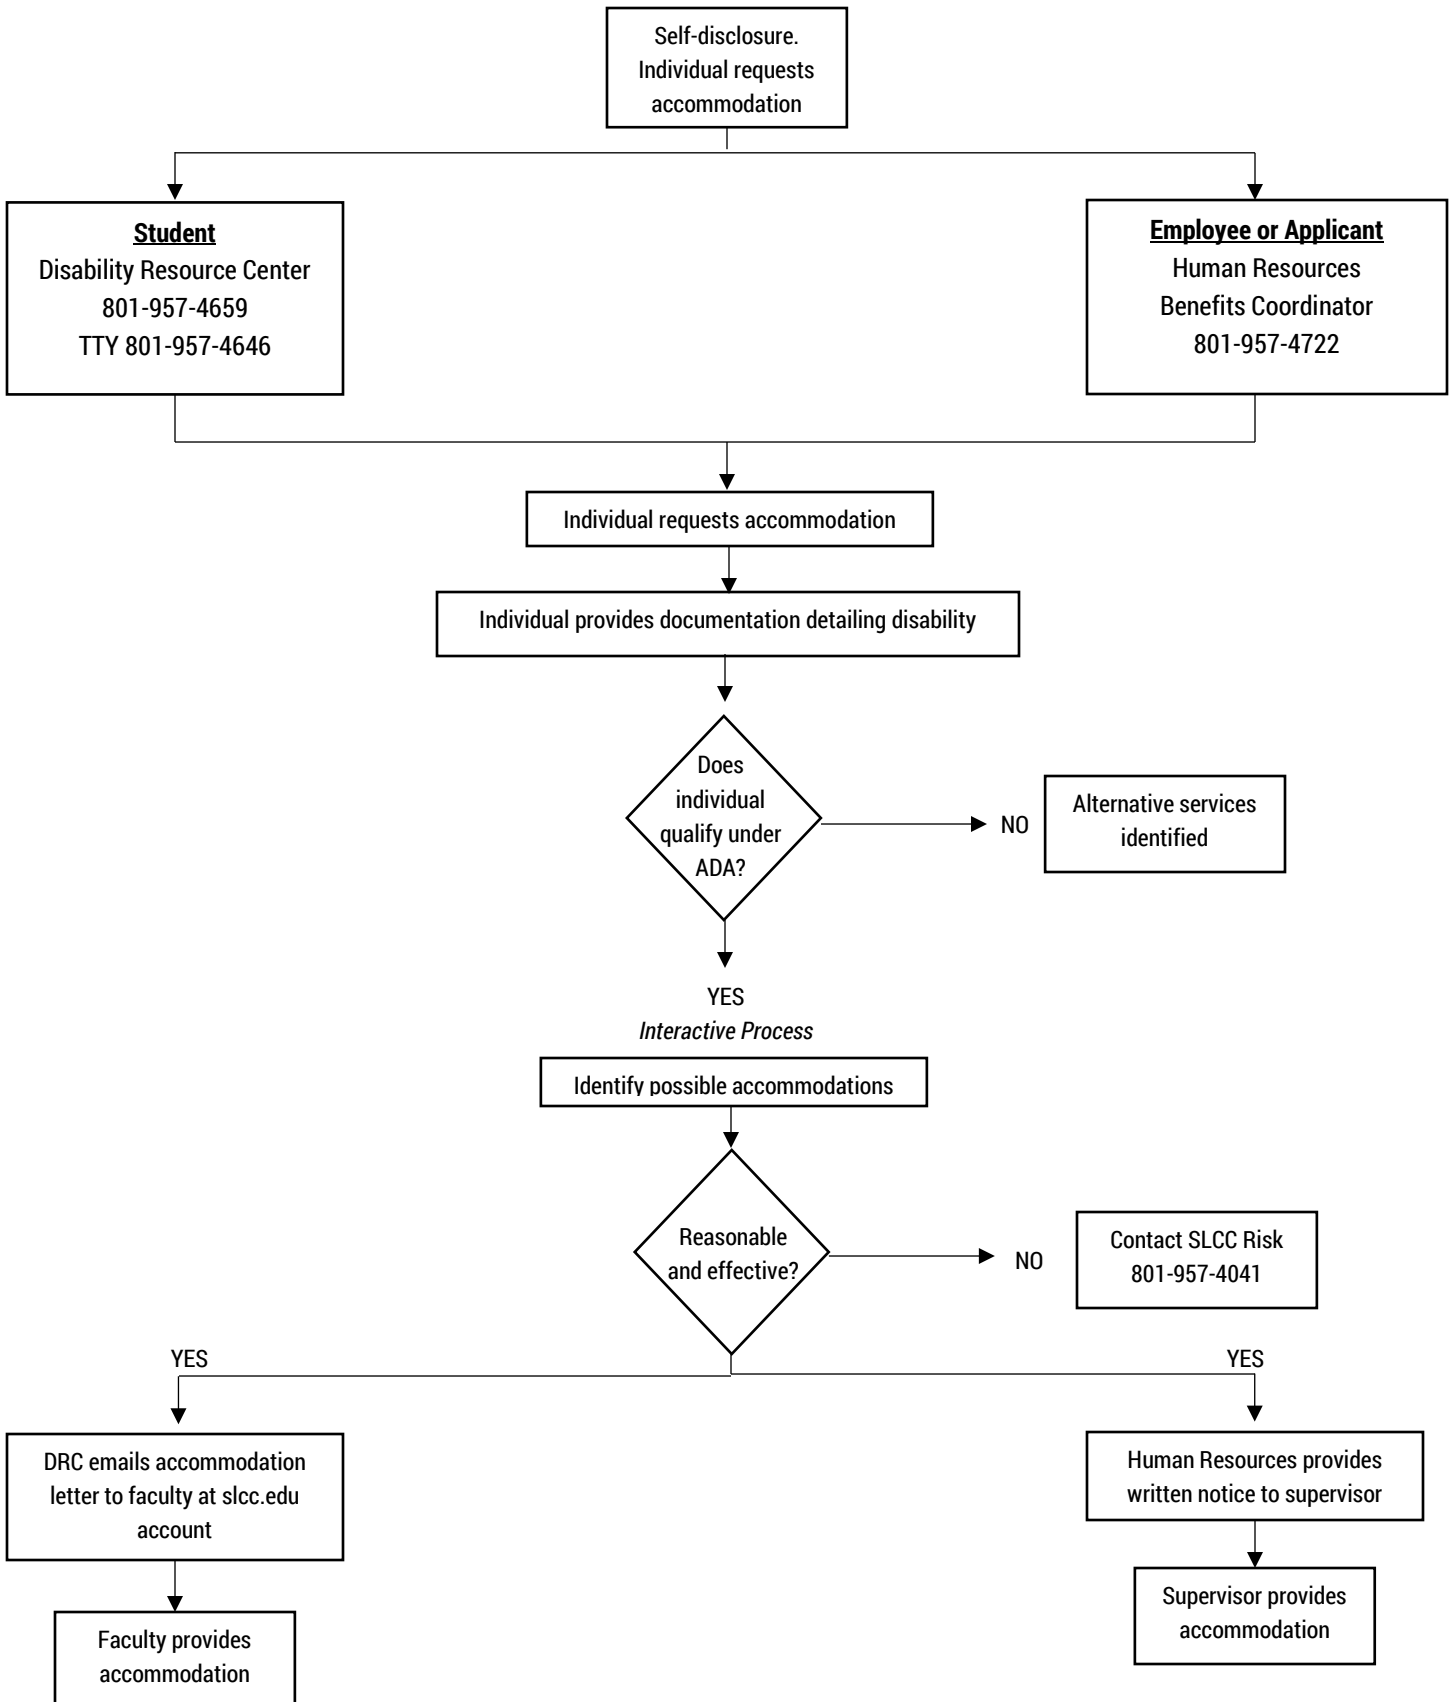 Self-disclosure.
Individual requests
accommodation
Student
Disability Resource Center
801-957-4659
TTY 801-957-4646
Employee or Applicant
Human Resources
Benefits Coordinator
801-957-4722
Individual requests accommodation
Individual provides documentation detailing disability
Does
individual
qualify under
ADA?
NO
Alternative services
identified
YES
Interactive Process
Identify possible accommodations
Reasonable
and effective?
NO
Contact SLCC Risk
801-957-4041
YES
YES
DRC emails accommodation
letter to faculty at slcc.edu
account
Human Resources provides
written notice to supervisor
Faculty provides
accommodation
Supervisor provides
accommodation